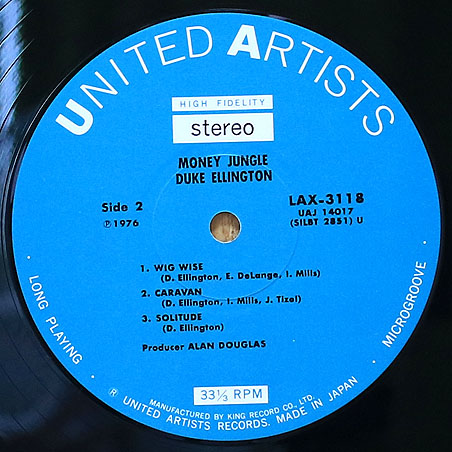 UNITED ARTISTS
HIGH FIDELITY
stereo
MONEY JUNGLE
DUKE ELLINGTON
Side 2
℗ 1976
LAX-3118
UAJ 14017
(SILBT 2851) U
1. WIG WISE
(D. Ellington, E. DeLange, I. Mills)
2. CARAVAN
(D. Ellington, I. Mills, J. Tizol)
3. SOLITUDE
(D. Ellington)
Producer ALAN DOUGLAS
· LONG PLAYING ·
· MICROGROOVE ·
33⅓ RPM
MANUFACTURED BY KING RECORD CO., LTD.
® UNITED ARTISTS RECORDS. MADE IN JAPAN